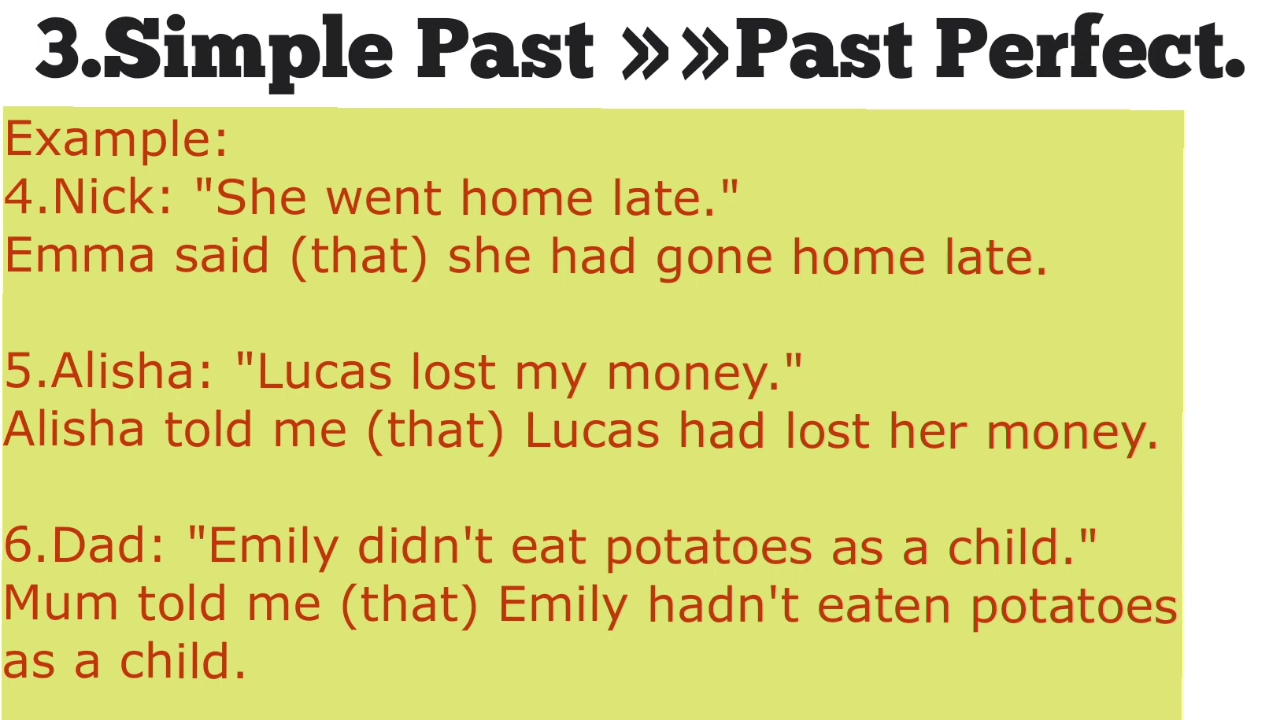 3.Simple Past »»Past Perfect.
Example:
4.Nick: "She went home late."
Emma said (that) she had gone home late.
5.Alisha: "Lucas lost my money."
Alisha told me (that) Lucas had lost her money.
6.Dad: "Emily didn't eat potatoes as a child."
Mum told me (that) Emily hadn't eaten potatoes
as a child.